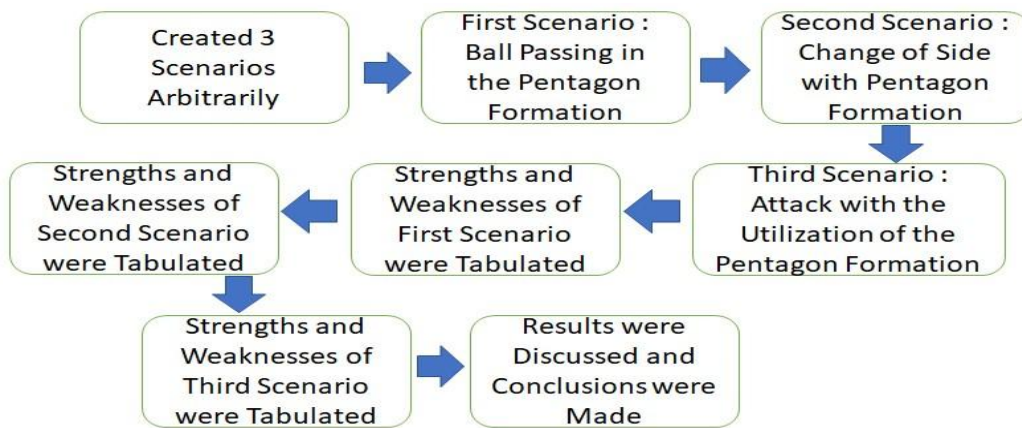 Created 3
Scenarios
Arbitrarily
First Scenario :
Ball Passing in
the Pentagon
Formation
Second Scenario :
Change of Side
with Pentagon
Formation
Third Scenario :
Attack with the
Utilization of the
Pentagon Formation
Strengths and
Weaknesses of
First Scenario
were Tabulated
Strengths and
Weaknesses of
Second Scenario
were Tabulated
Strengths and
Weaknesses of
Third Scenario
were Tabulated
Results were
Discussed and
Conclusions were
Made